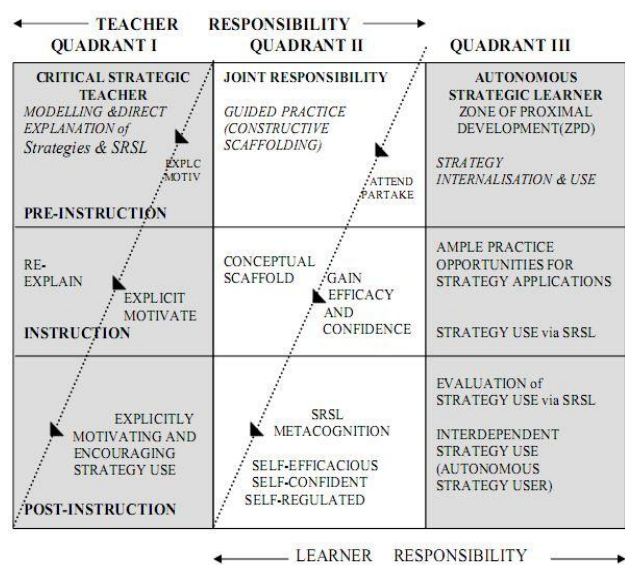 TEACHER RESPONSIBILITY
QUADRANT I QUADRANT II QUADRANT III
CRITICAL STRATEGIC
TEACHER
MODELLING &DIRECT
EXPLANATION of
Strategies & SRSL
EXPLC
MOTIV
PRE-INSTRUCTION
JOINT RESPONSIBILITY
GUIDED PRACTICE
(CONSTRUCTIVE
SCAFFOLDING)
ATTEND
PARTAKE
AUTONOMOUS
STRATEGIC LEARNER
ZONE OF PROXIMAL
DEVELOPMENT(ZPD)
STRATEGY
INTERNALISATION & USE
RE-
EXPLAIN
EXPLICIT
MOTIVATE
INSTRUCTION
CONCEPTUAL
SCAFFOLD
GAIN
EFFICACY
AND
CONFIDENCE
AMPLE PRACTICE
OPPORTUNITIES FOR
STRATEGY APPLICATIONS
STRATEGY USE via SRSL
EXPLICITLY
MOTIVATING AND
ENCOURAGING
STRATEGY USE
POST-INSTRUCTION
SRSL
METACOGNITION
SELF-EFFICACIOUS
SELF-CONFIDENT
SELF-REGULATED
EVALUATION of
STRATEGY USE via SRSL
INTERDEPENDENT
STRATEGY USE
(AUTONOMOUS
STRATEGY USER)
LEARNER RESPONSIBILITY